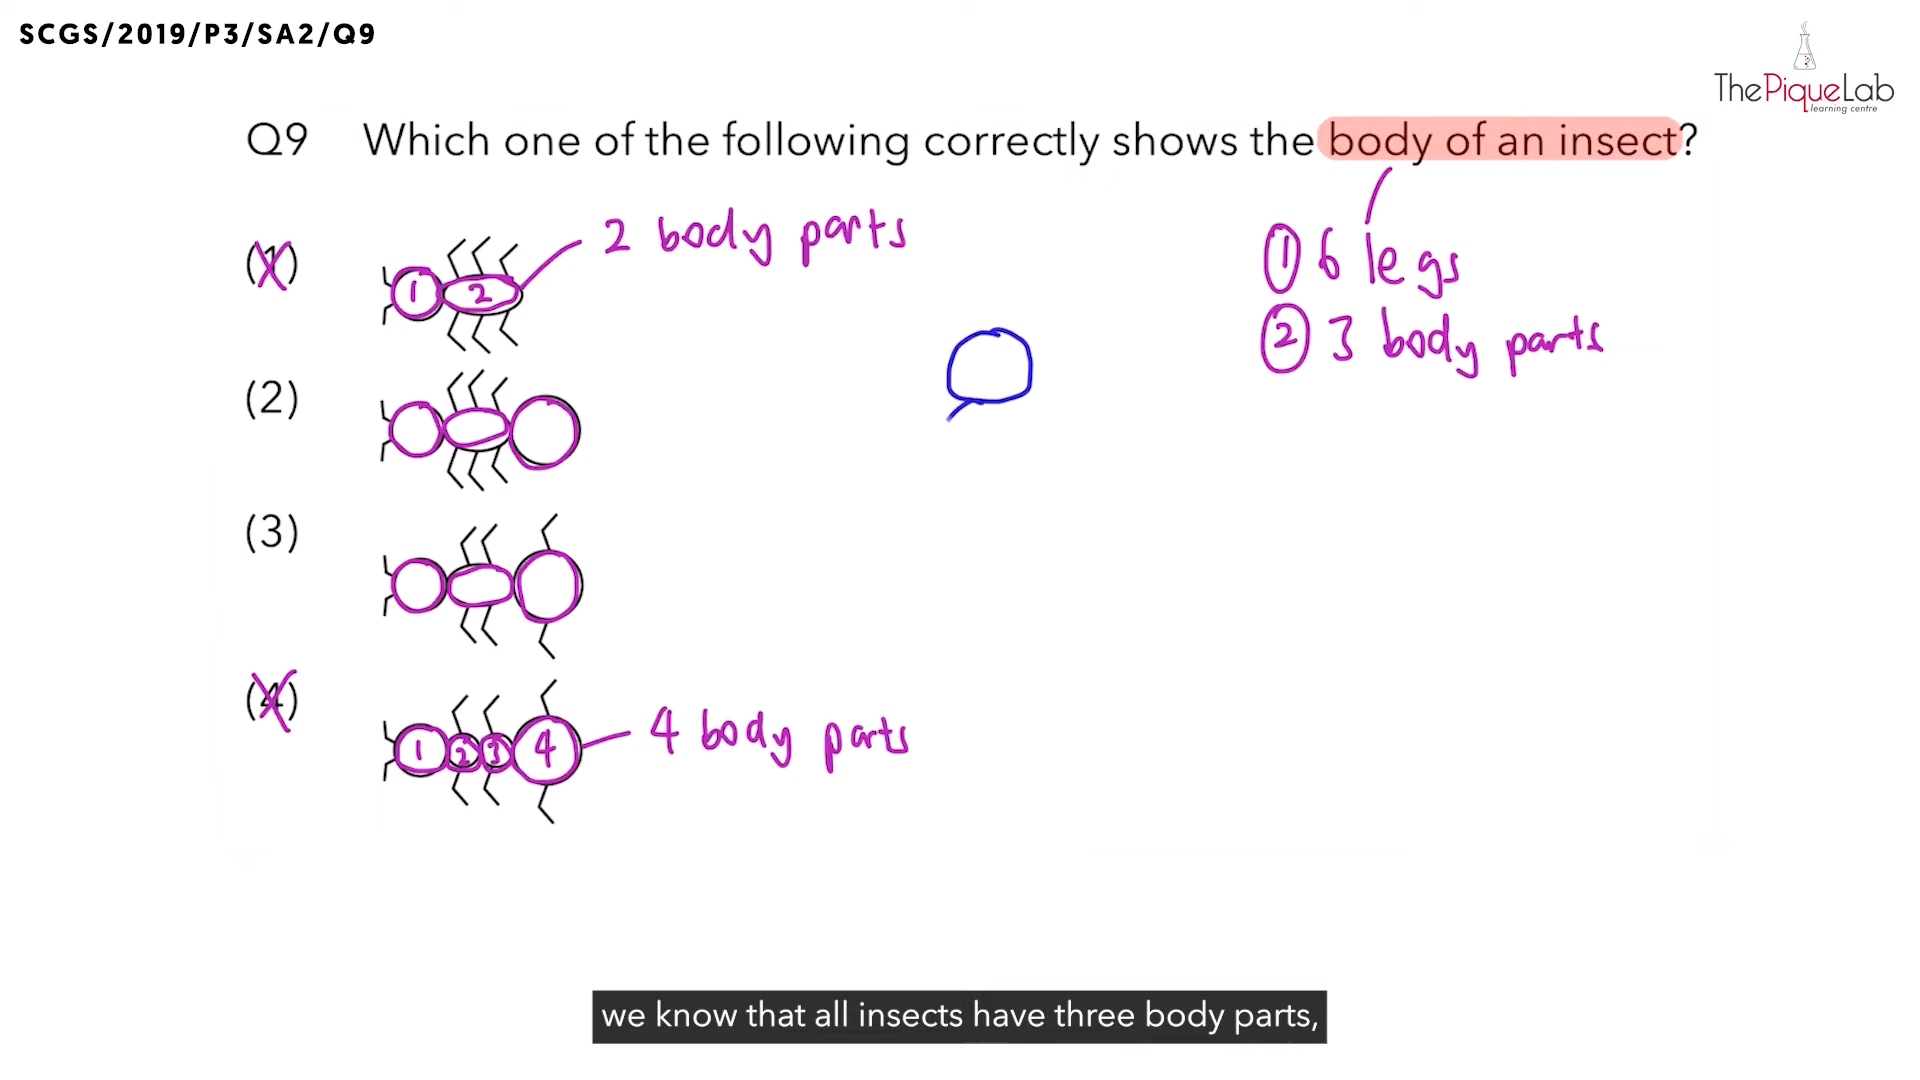 SCGS/2019/P3/SA2/Q9
ThePiqueLab
learning centre
Q9 Which one of the following correctly shows the body of an insect?
(1)
1 2
2 body parts
① 6 legs
② 3 body parts
(2)
(3)
(4)
1 2 3 4
4 body parts
we know that all insects have three body parts,